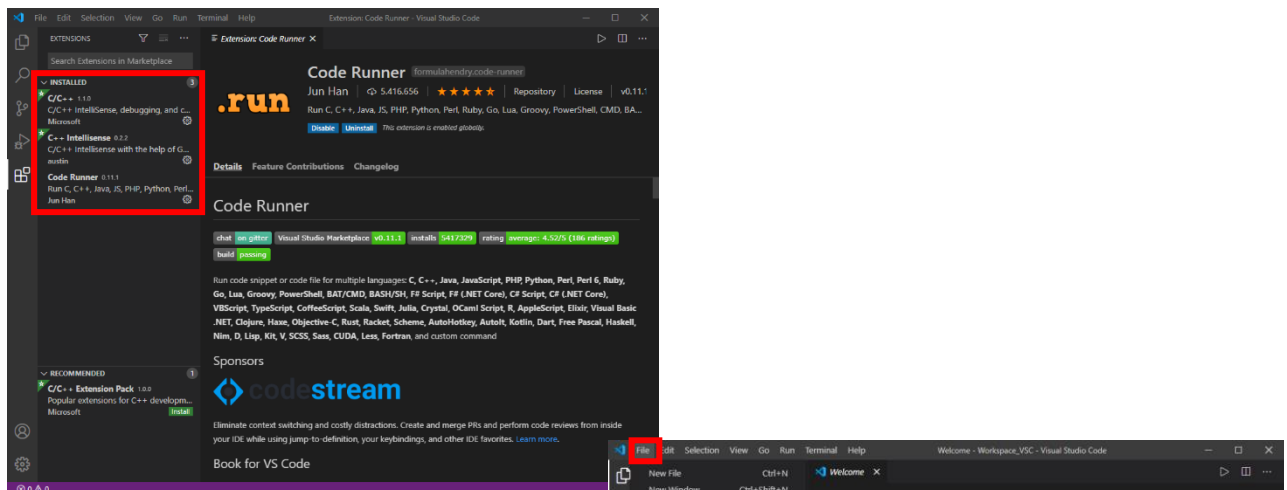 File Edit Selection View Go Run Terminal Help
Extension: Code Runner - Visual Studio Code
EXTENSIONS
Search Extensions in Marketplace
INSTALLED 3
C/C++ 1.1.0
C/C++ IntelliSense, debugging, and c...
Microsoft
C++ Intellisense 0.2.2
C/C++ Intellisense with the help of G...
austin
Code Runner 0.11.1
Run C, C++, Java, JS, PHP, Python, Perl...
Jun Han
RECOMMENDED 1
C/C++ Extension Pack 1.0.0
Popular extensions for C++ developm...
Microsoft Install
Extension: Code Runner
.run
Code Runner formulahendry.code-runner
Jun Han 5.416.656 Repository License v0.11.1
Run C, C++, Java, JS, PHP, Python, Perl, Ruby, Go, Lua, Groovy, PowerShell, CMD, BA...
Disable Uninstall This extension is enabled globally.
Details Feature Contributions Changelog
Code Runner
chat on gitter Visual Studio Marketplace v0.11.1 installs 5417329 rating average: 4.52/5 (186 ratings)
build passing
Run code snippet or code file for multiple languages: C, C++, Java, JavaScript, PHP, Python, Perl, Perl 6, Ruby,
Go, Lua, Groovy, PowerShell, BAT/CMD, BASH/SH, F# Script, F# (.NET Core), C# Script, C# (.NET Core),
VBScript, TypeScript, CoffeeScript, Scala, Swift, Julia, Crystal, OCaml Script, R, AppleScript, Elixir, Visual Basic
.NET, Clojure, Haxe, Objective-C, Rust, Racket, Scheme, AutoHotkey, AutoIt, Kotlin, Dart, Free Pascal, Haskell,
Nim, D, Lisp, Kit, V, SCSS, Sass, CUDA, Less, Fortran, and custom command
Sponsors
codestream
Eliminate context switching and costly distractions. Create and merge PRs and perform code reviews from inside
your IDE while using jump-to-definition, your keybindings, and other IDE favorites. Learn more.
Book for VS Code
0 0
File Edit Selection View Go Run Terminal Help
Welcome - Workspace_VSC - Visual Studio Code
New File Ctrl+N
New Window Ctrl+Shift+N
Welcome